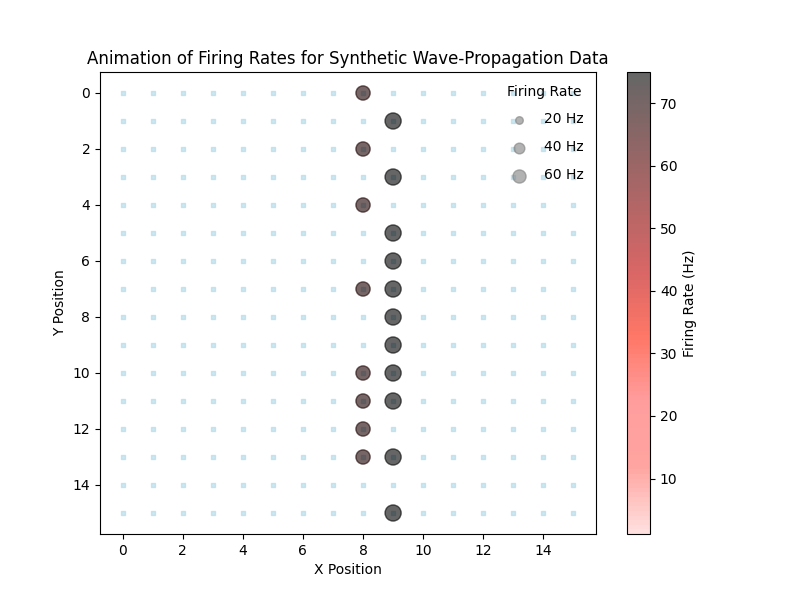 Animation of Firing Rates for Synthetic Wave-Propagation Data
Firing Rate
20 Hz
40 Hz
60 Hz
0
2
4
6
8
10
12
14
Y Position
0
2
4
6
8
10
12
14
X Position
70
60
50
40
30
20
10
Firing Rate (Hz)